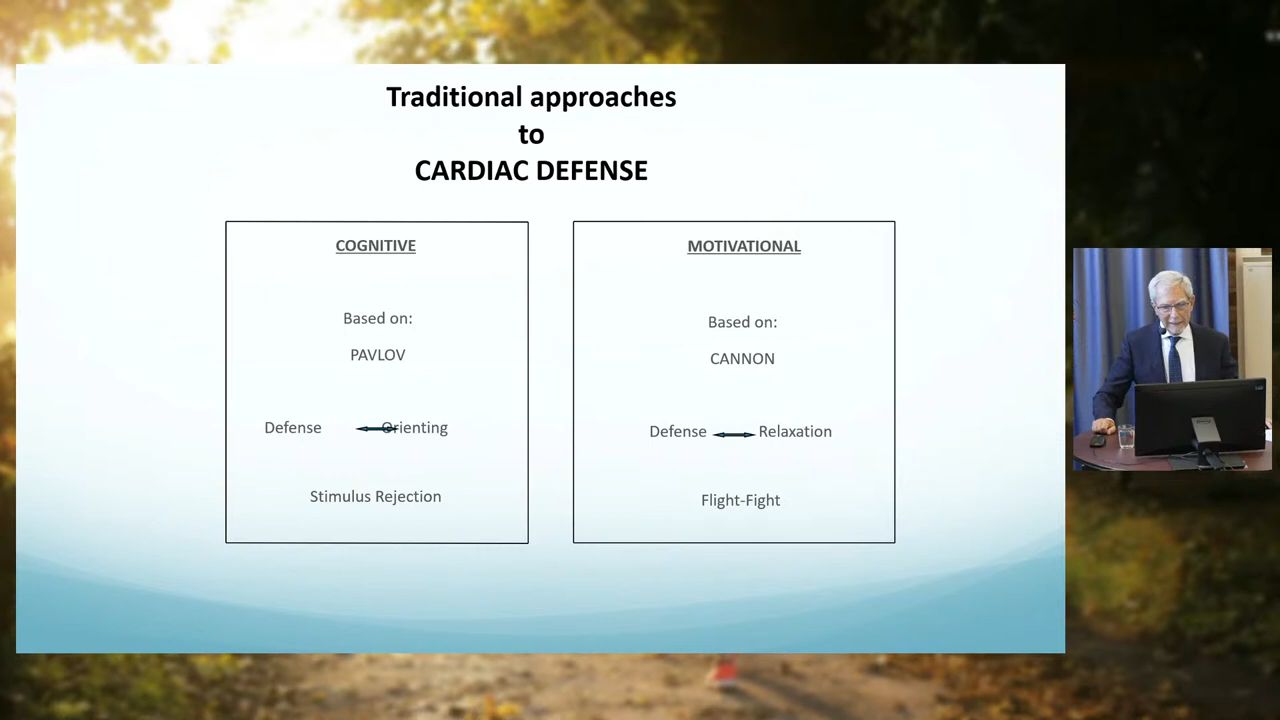 Traditional approaches
to
CARDIAC DEFENSE
COGNITIVE
Based on:
PAVLOV
Defense Orienting
Stimulus Rejection
MOTIVATIONAL
Based on:
CANNON
Defense Relaxation
Flight-Fight